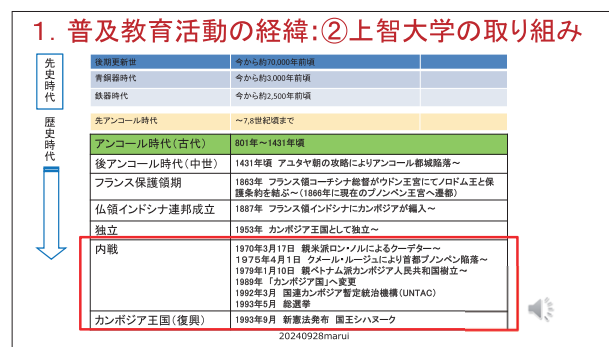 1. 普及教育活動の経緯:②上智大学の取り組み
先史時代
後期更新世 今から約70,000年前頃
青銅器時代 今から約3,000年前頃
鉄器時代 今から約2,500年前頃
先アンコール時代 ～7,8世紀頃まで
歴史時代
アンコール時代(古代) 801年～1431年頃
後アンコール時代(中世) 1431年頃 アユタヤ朝の攻略によりアンコール都城陥落～
フランス保護領期 1863年 フランス領コーチシナ総督がウドン王宮にてノロドム王と保
護条約を結ぶ～(1866年に現在のプノンペン王宮へ遷都)
仏領インドシナ連邦成立 1887年 フランス領インドシナにカンボジアが編入～
独立 1953年 カンボジア王国として独立～
内戦 1970年3月17日 親米派ロン・ノルによるクーデター～
1975年4月1日 クメール・ルージュにより首都プノンペン陥落～
1979年1月10日 親ベトナム派カンボジア人民共和国樹立～
1989年 「カンボジア国」へ変更
1992年3月 国連カンボジア暫定統治機構(UNTAC)
1993年5月 総選挙
カンボジア王国(復興) 1993年9月 新憲法発布 国王シハヌーク
20240928marui